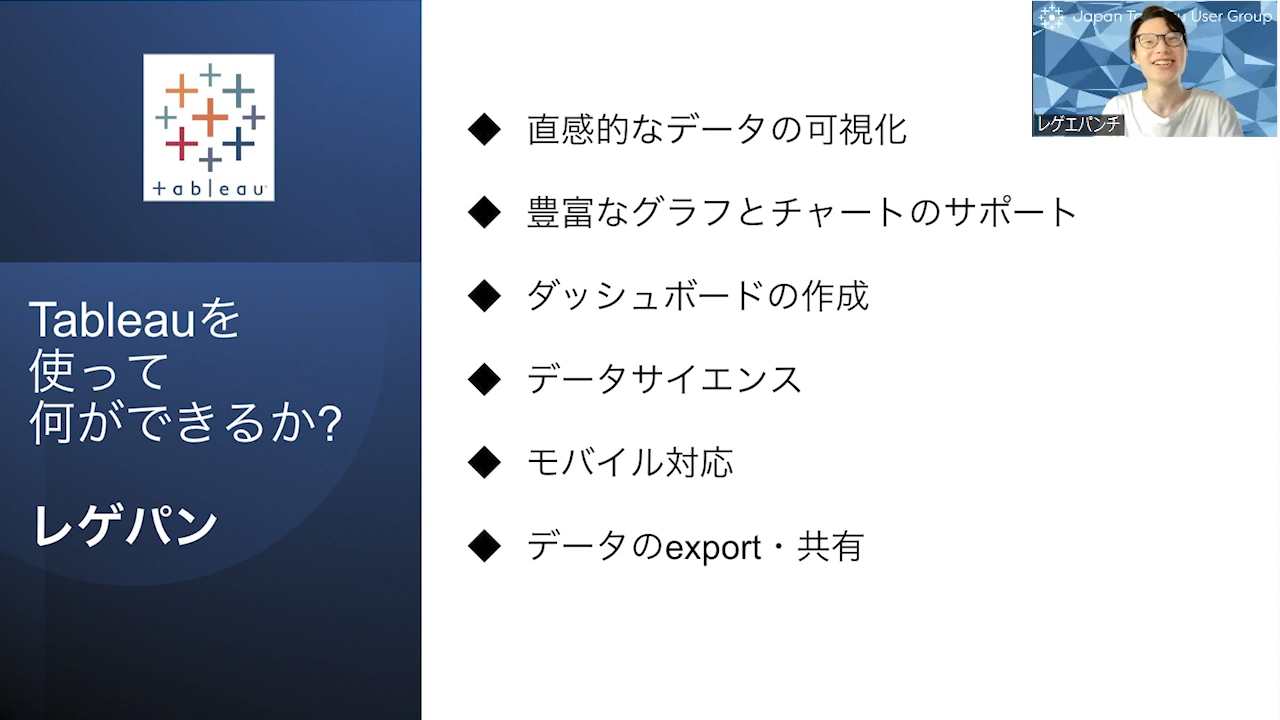 tableau
Tableauを
使って
何ができるか?
レゲパン
◆ 直感的なデータの可視化
◆ 豊富なグラフとチャートのサポート
◆ ダッシュボードの作成
◆ データサイエンス
◆ モバイル対応
◆ データのexport・共有
Japan User Group
レゲエパンチ